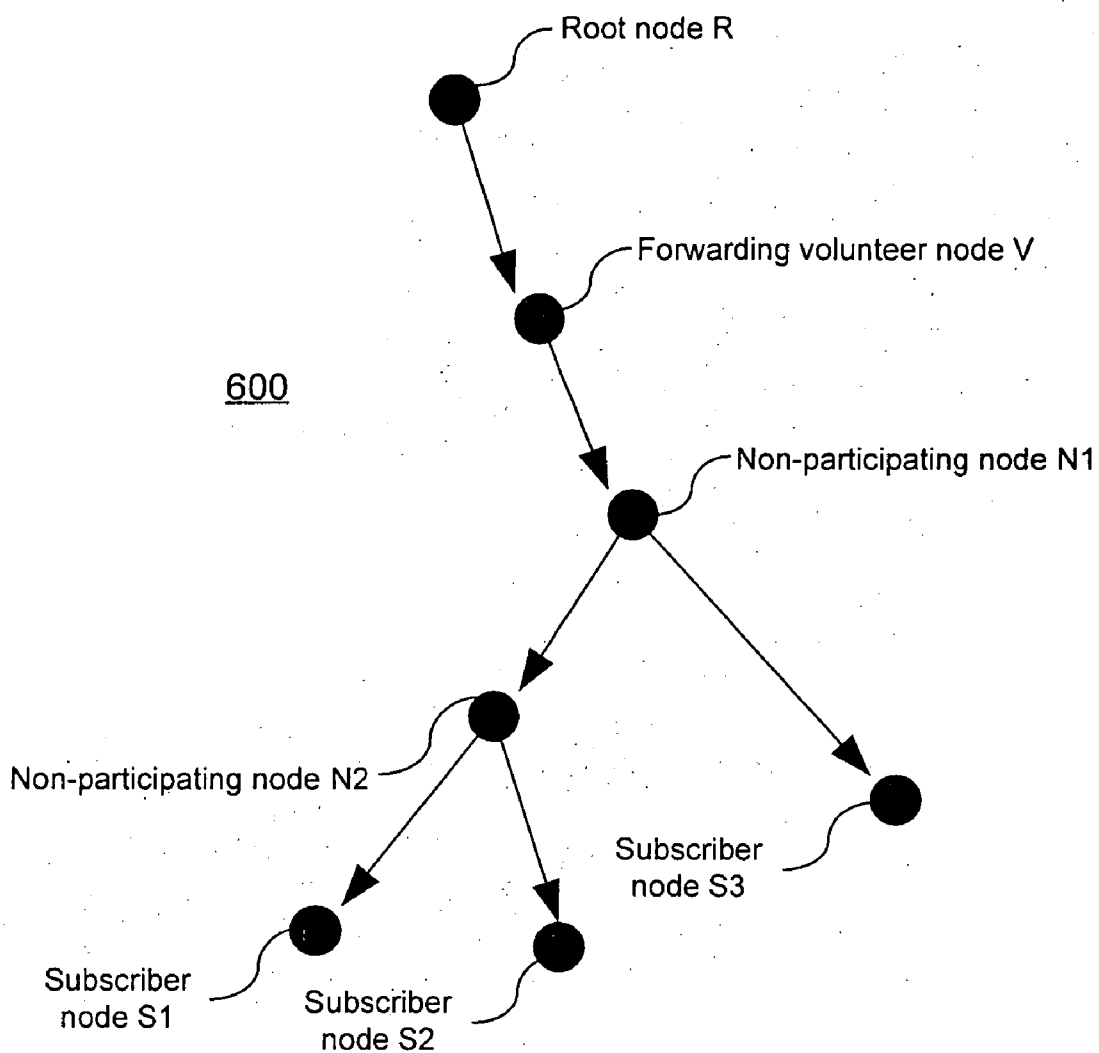 Root node R
Forwarding volunteer node V
600
Non-participating node N1
Non-participating node N2
Subscriber
node S3
Subscriber
node S1
Subscriber
node S2